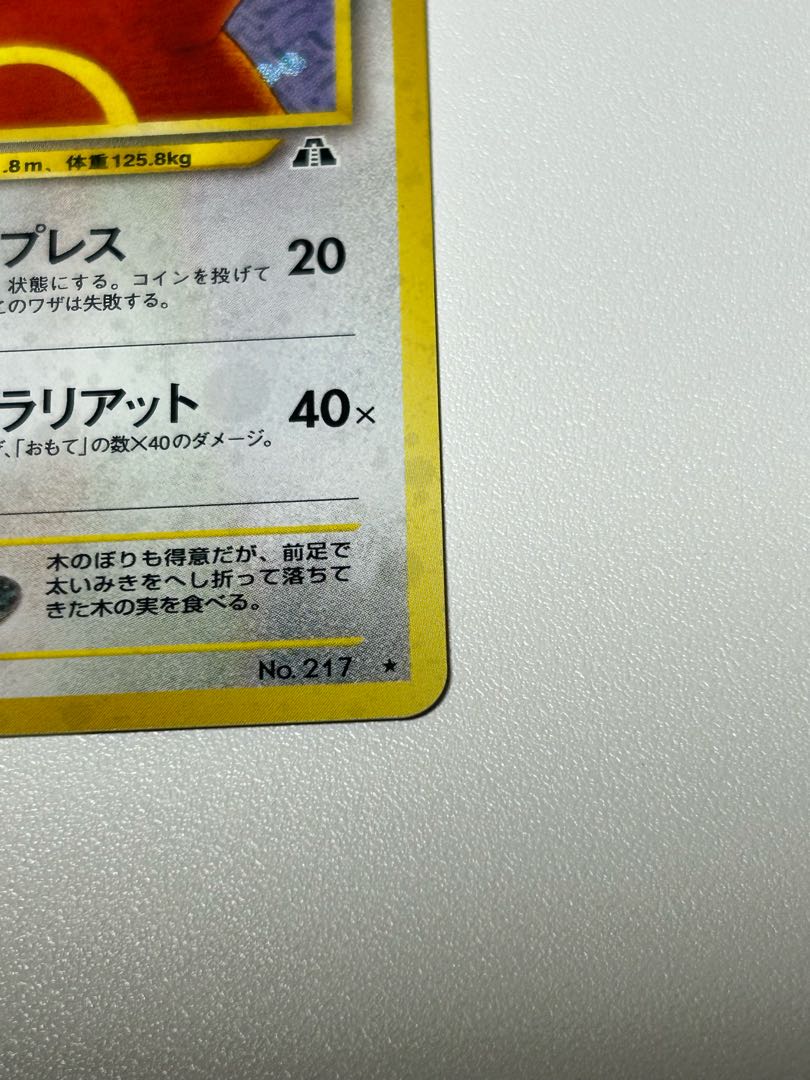 .8m、体重125.8kg
プレス 20
状態にする。コインを投げて
このワザは失敗する。
ラリアット 40×
、「おもて」の数×40のダメージ。
木のぼりも得意だが、前足で
太いみきをへし折って落ちて
きた木の実を食べる。
No. 217 ★